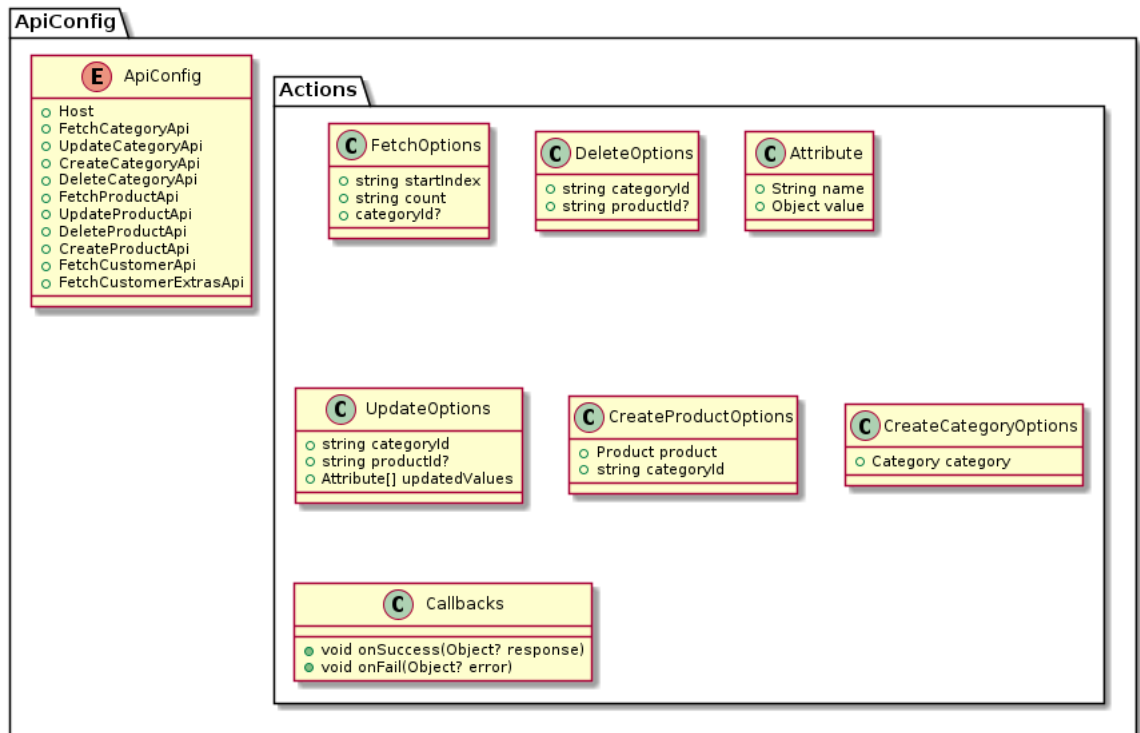 ApiConfig
E ApiConfig
Host
FetchCategoryApi
UpdateCategoryApi
CreateCategoryApi
DeleteCategoryApi
FetchProductApi
UpdateProductApi
DeleteProductApi
CreateProductApi
FetchCustomerApi
FetchCustomerExtrasApi
Actions
C FetchOptions
string startIndex
string count
categoryId?
C DeleteOptions
string categoryId
string productId?
C Attribute
String name
Object value
C UpdateOptions
string categoryId
string productId?
Attribute[] updatedValues
C CreateProductOptions
Product product
string categoryId
C CreateCategoryOptions
Category category
C Callbacks
void onSuccess(Object? response)
void onFail(Object? error)